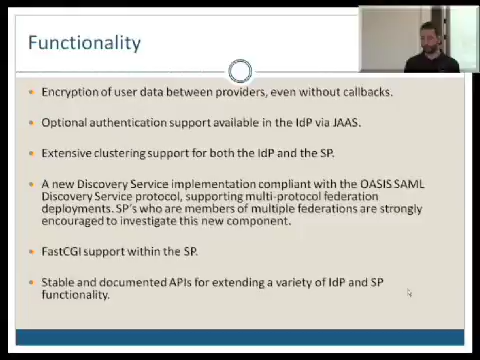 Functionality
Encryption of user data between providers, even without callbacks.
Optional authentication support available in the IdP via JAAS.
Extensive clustering support for both the IdP and the SP.
A new Discovery Service implementation compliant with the OASIS SAML
Discovery Service protocol, supporting multi-protocol federation
deployments. SP's who are members of multiple federations are strongly
encouraged to investigate this new component.
FastCGI support within the SP.
Stable and documented APIs for extending a variety of IdP and SP
functionality.